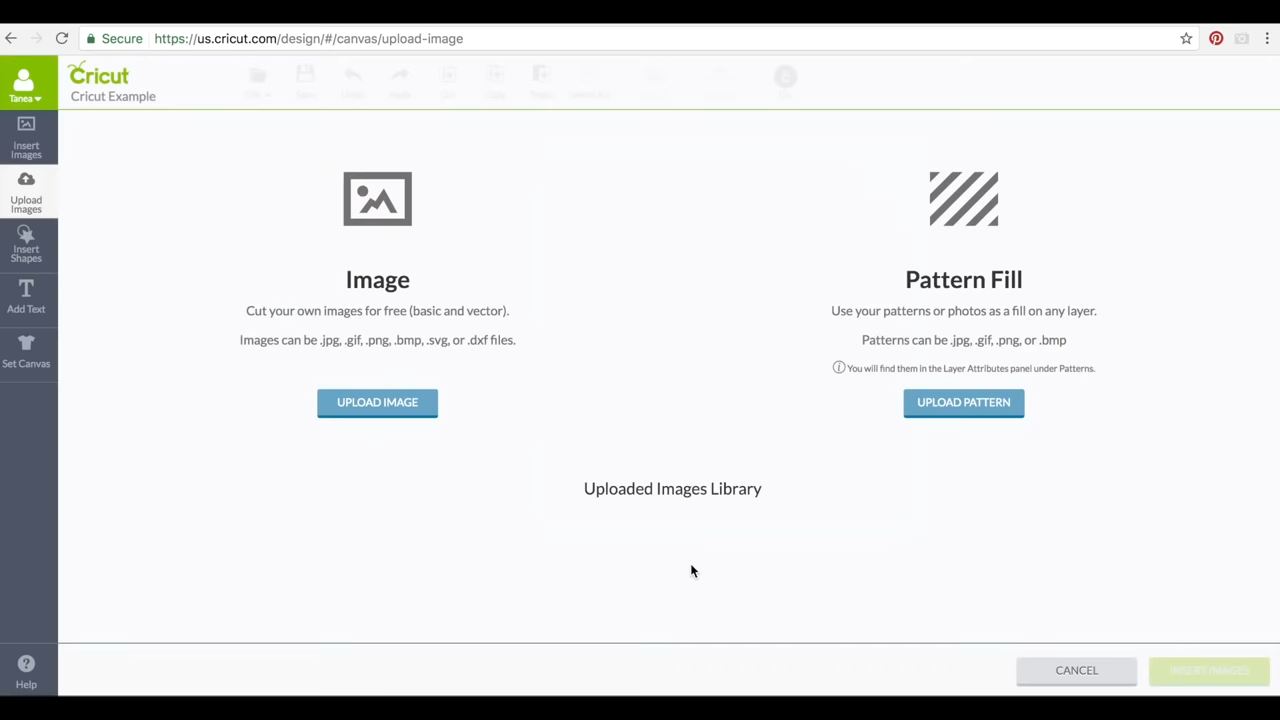 Secure https://us.cricut.com/design/#/canvas/upload-image
Tanea
Cricut
Cricut Example
Insert
Images
Upload
Images
Insert
Shapes
Add Text
Set Canvas
Help
Image
Cut your own images for free (basic and vector).
Images can be .jpg, .gif, .png, .bmp, .svg, or .dxf files.
UPLOAD IMAGE
Pattern Fill
Use your patterns or photos as a fill on any layer.
Patterns can be .jpg, .gif, .png, or .bmp
You will find them in the Layer Attributes panel under Patterns.
UPLOAD PATTERN
Uploaded Images Library
CANCEL
INSERT IMAGES